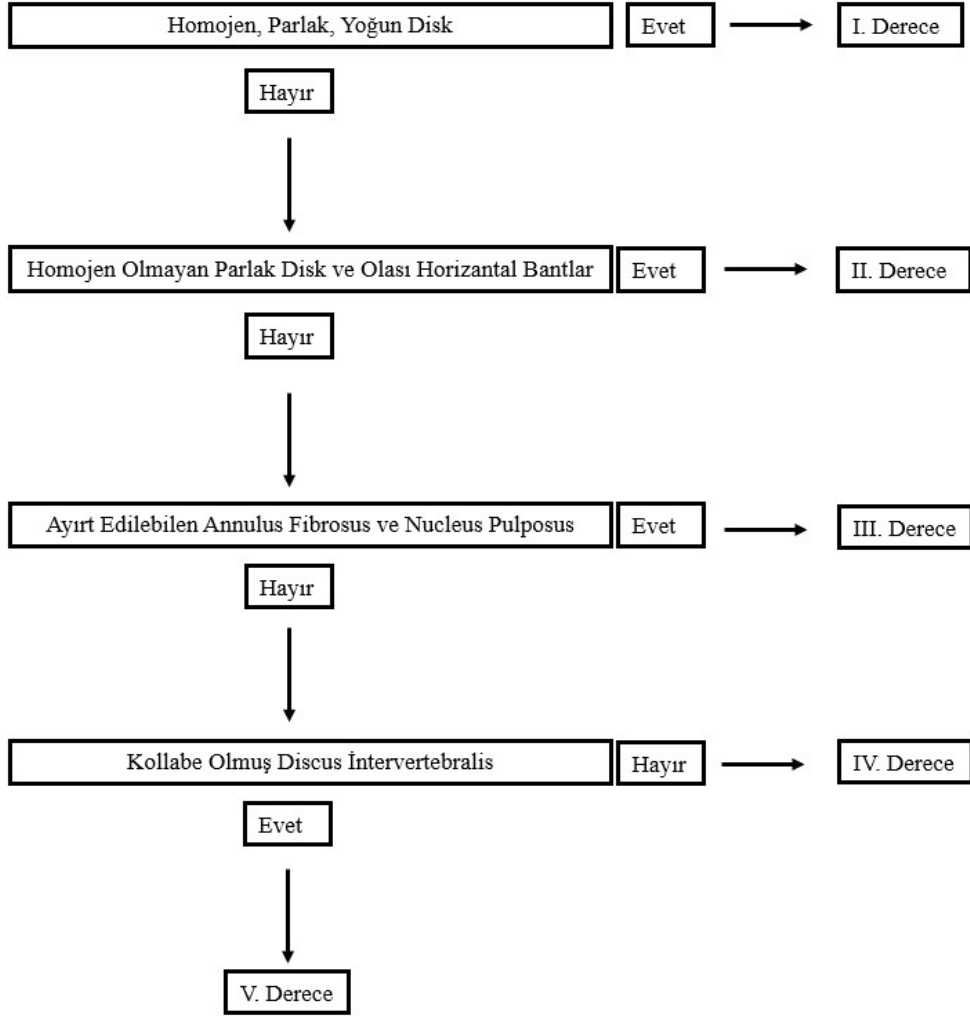 Homojen, Parlak, Yoğun Disk
Evet
I. Derece
Hayır
Homojen Olmayan Parlak Disk ve Olası Horizantal Bantlar
Evet
II. Derece
Hayır
Ayırt Edilebilen Annulus Fibrosus ve Nucleus Pulposus
Evet
III. Derece
Hayır
Kollabe Olmuş Discus İntervertebralis
Hayır
IV. Derece
Evet
V. Derece